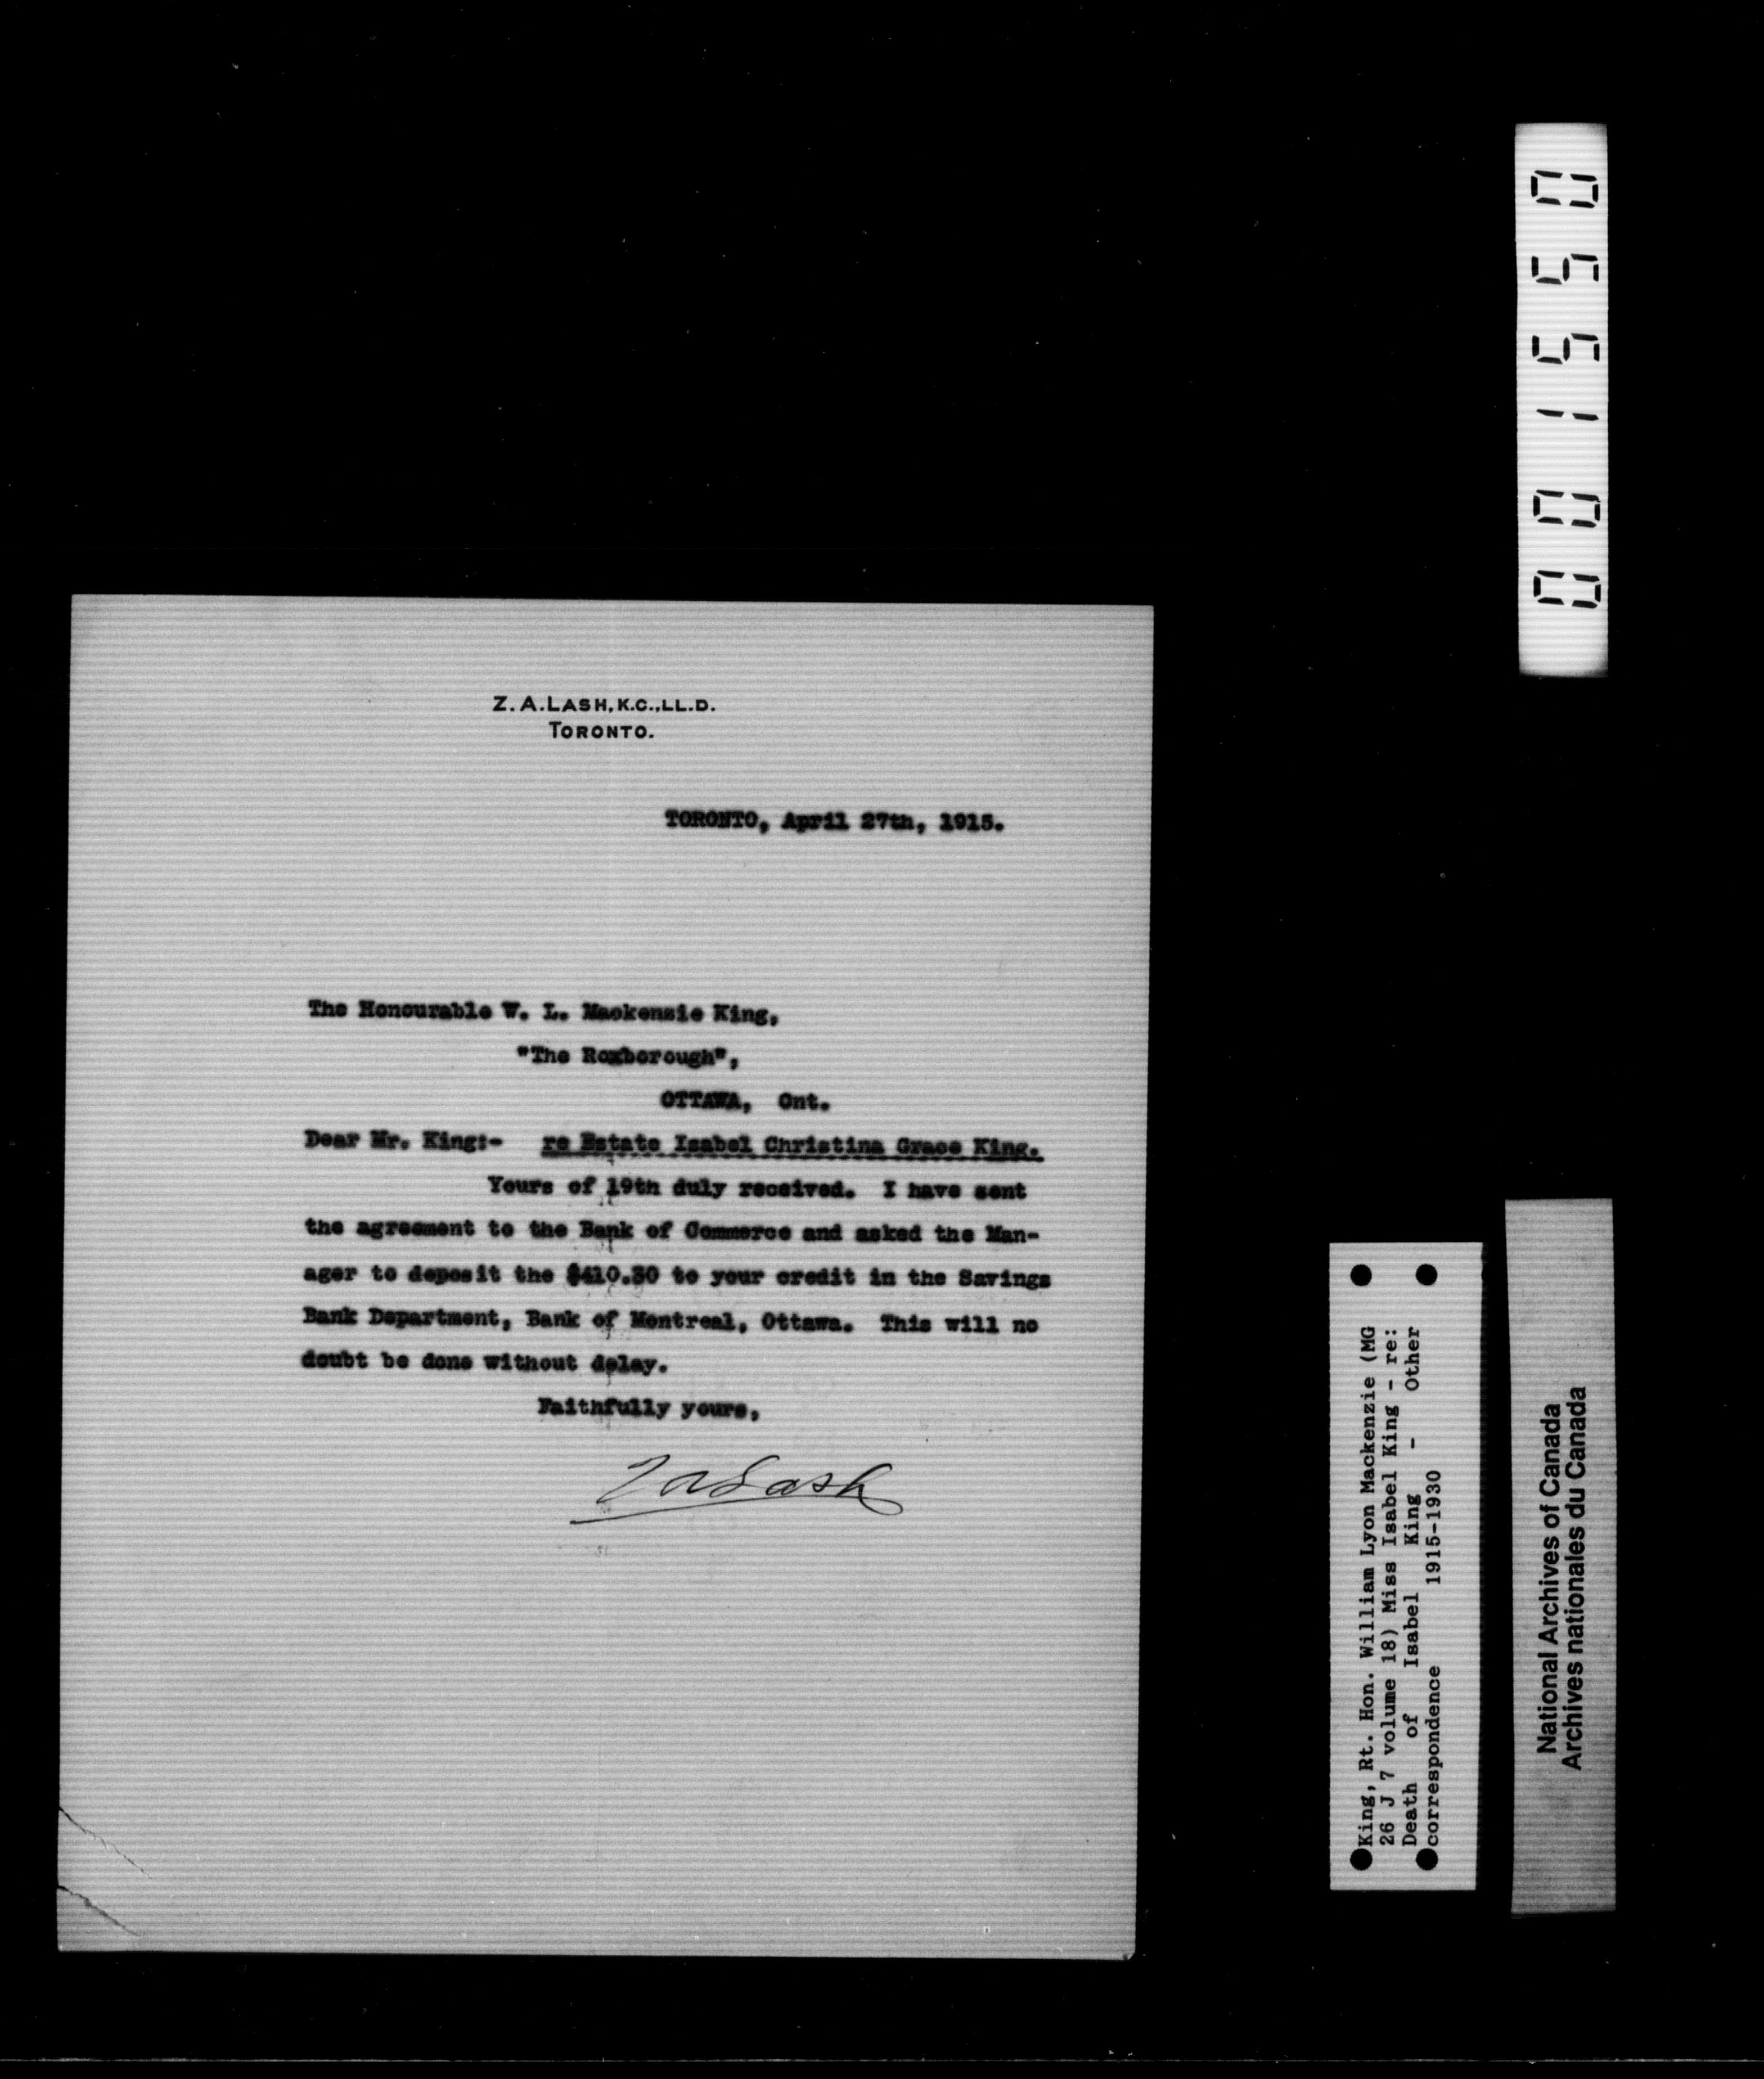 Z. A. LASH, K.C., LL.D.
TORONTO.
TORONTO, April 27th, 1915.
The Honourable W. L. Mackenzie King,
"The Roxborough",
OTTAWA, Ont.
Dear Mr. King:- re Estate Isabel Christina Grace King.
Yours of 19th duly received. I have sent
the agreement to the Bank of Commerce and asked the Man-
ager to deposit the $410.30 to your credit in the Savings
Bank Department, Bank of Montreal, Ottawa. This will no
doubt be done without delay.
Faithfully yours,
ZA Lash
001550
King, Rt. Hon. William Lyon Mackenzie (MG
26 J 7 volume 18) Miss Isabel King - re:
Death of Isabel King - Other
correspondence 1915-1930
National Archives of Canada
Archives nationales du Canada